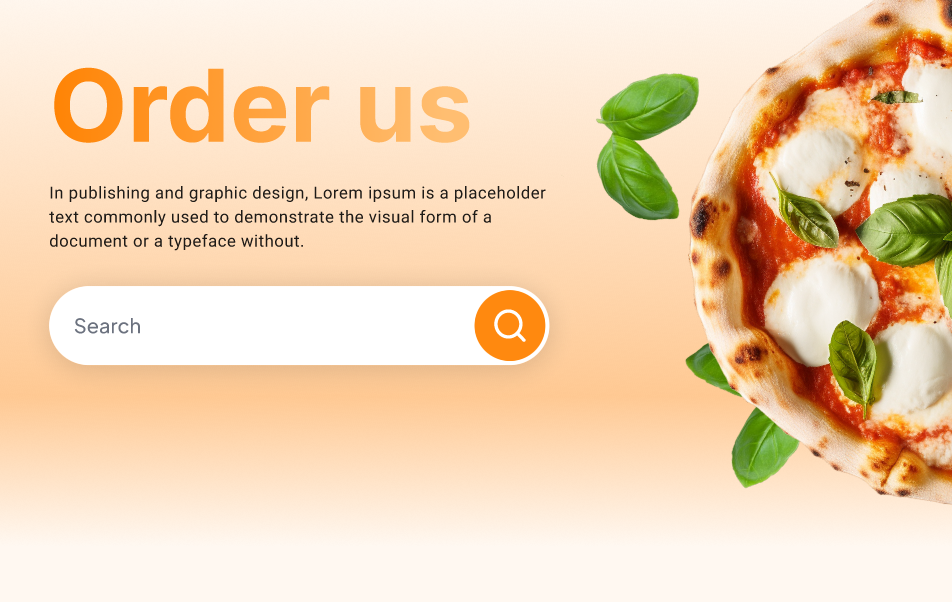 Order us
In publishing and graphic design, Lorem ipsum is a placeholder
text commonly used to demonstrate the visual form of a
document or a typeface without.
Search